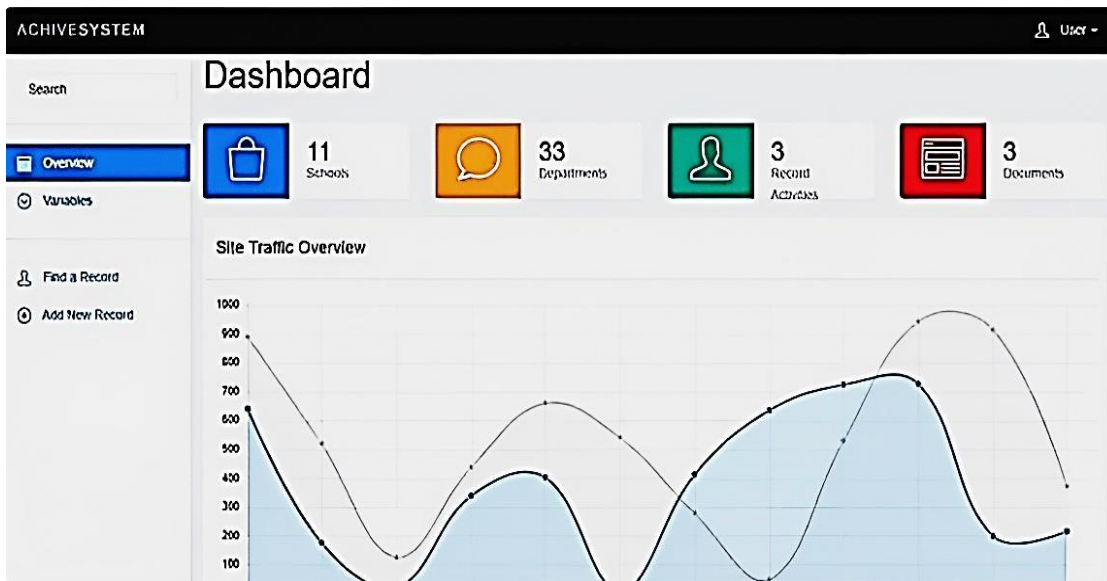 ACHIVESYSTEM
User
Search
Dashboard
Overview
Variables
Find a Record
Add New Record
11
Schools
33
Departments
3
Record
Activities
3
Documents
Site Traffic Overview
1000
900
800
700
600
500
400
300
200
100